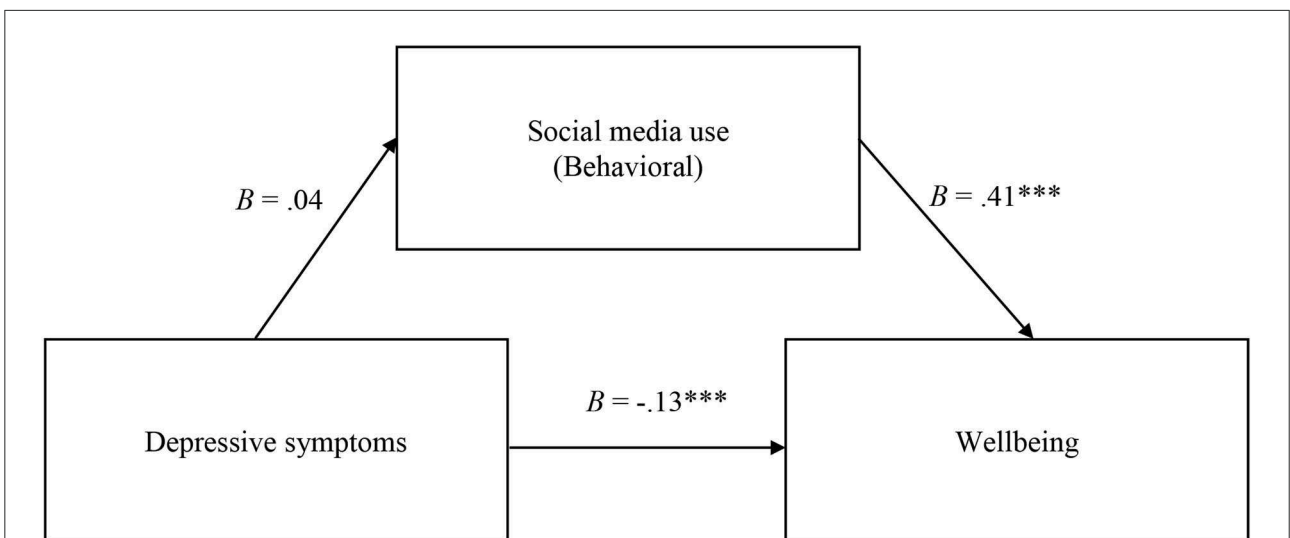 Social media use
(Behavioral)
B = .04
B = .41***
B = -.13***
Depressive symptoms
Wellbeing